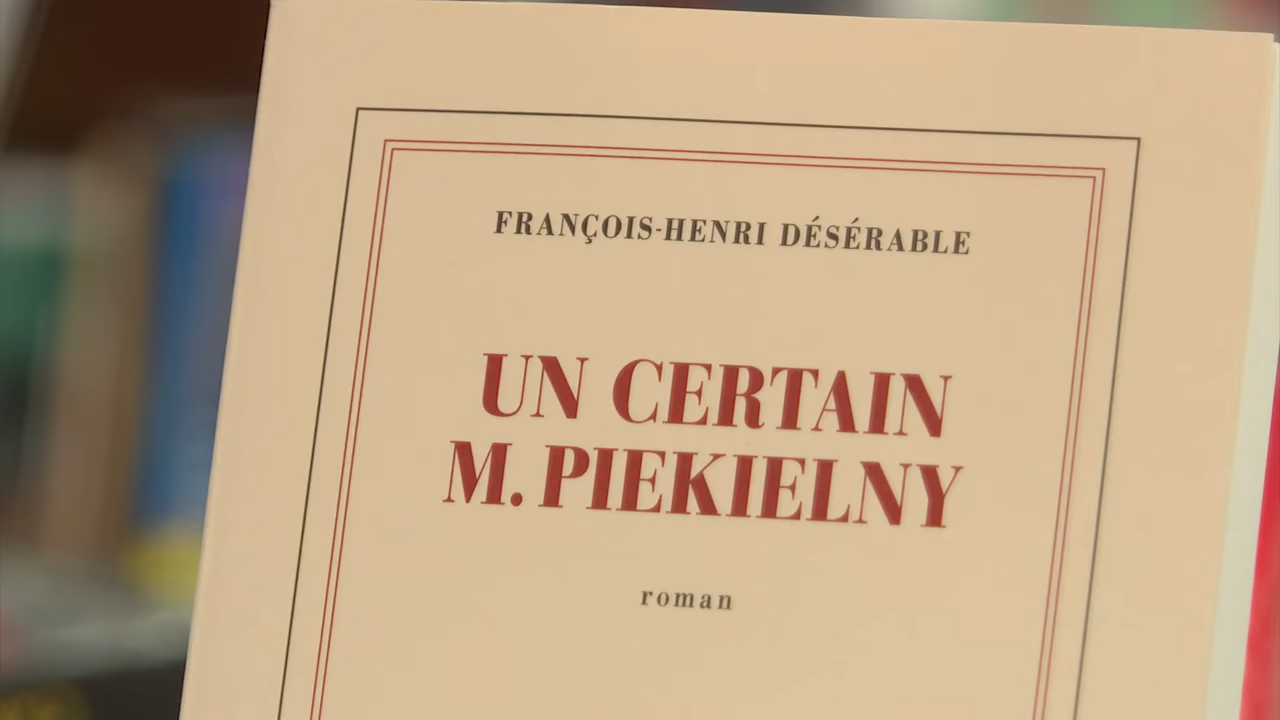 FRANÇOIS-HENRI DÉSÉRABLE
UN CERTAIN
M. PIEKIELNY
roman